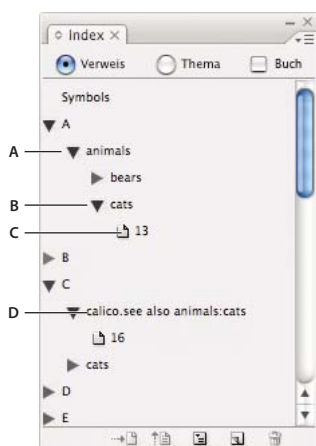 Index
Verweis Thema Buch
Symbols
A
A animals
bears
B cats
C 13
B
C
D calico.see also animals:cats
16
cats
D
E